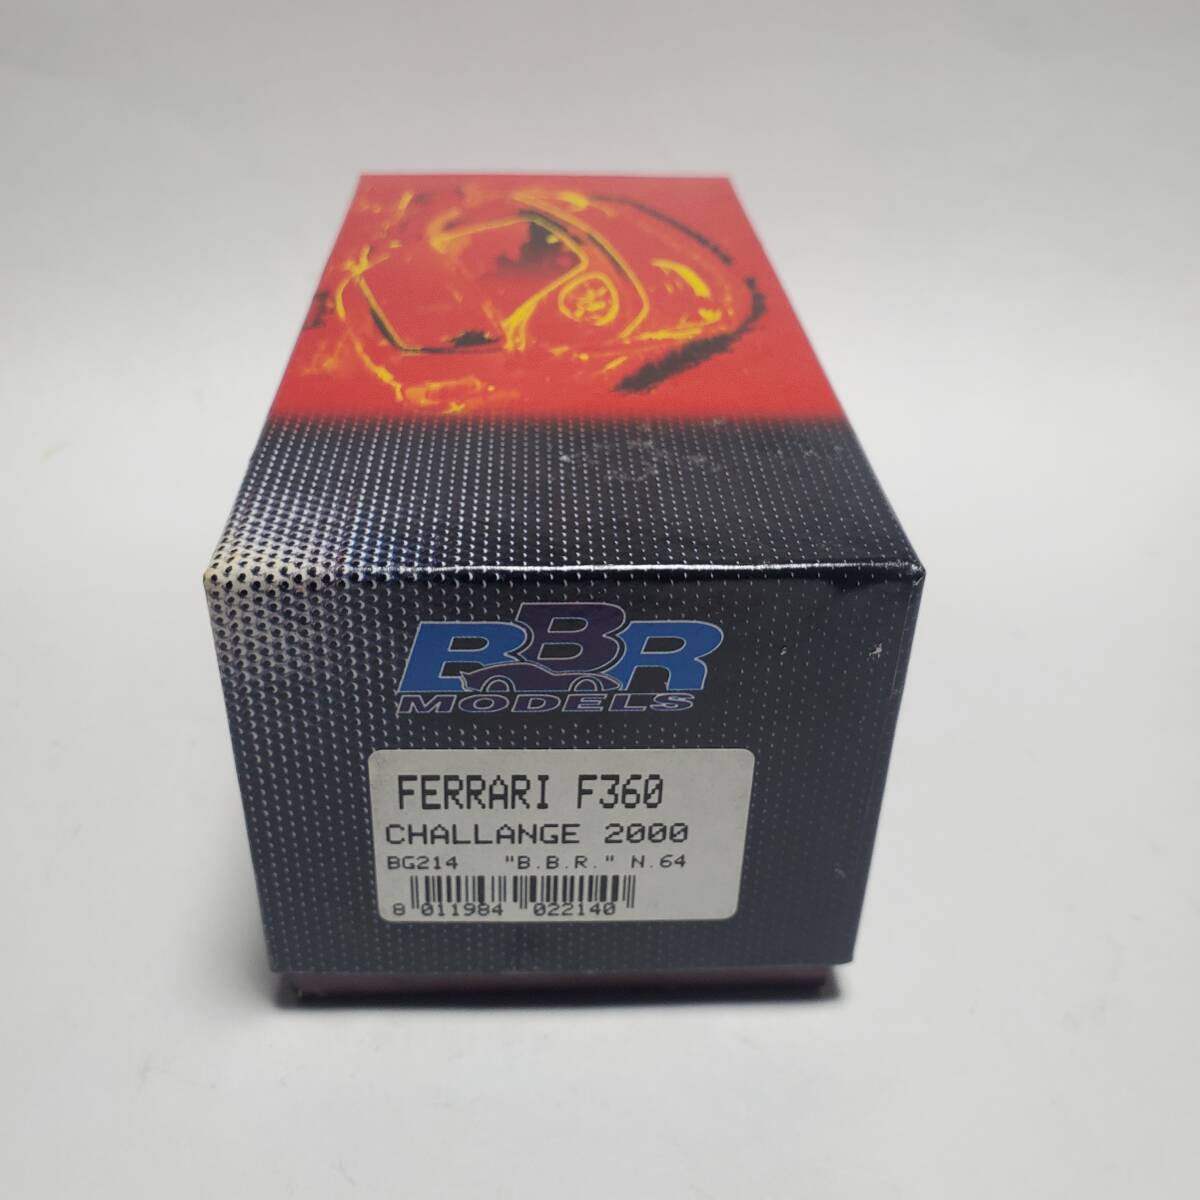 BBR
MODELS
FERRARI F360
CHALLANGE 2000
BG214 "B.B.R." N.64
8 011984 022140